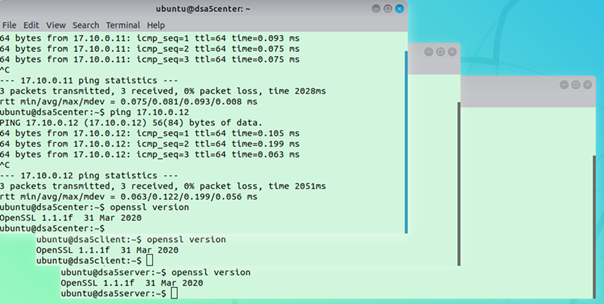 ubuntu@dsa5center: ~
File Edit View Search Terminal Help
64 bytes from 17.10.0.11: icmp_seq=1 ttl=64 time=0.093 ms
64 bytes from 17.10.0.11: icmp_seq=2 ttl=64 time=0.075 ms
64 bytes from 17.10.0.11: icmp_seq=3 ttl=64 time=0.075 ms
^C
--- 17.10.0.11 ping statistics ---
3 packets transmitted, 3 received, 0% packet loss, time 2028ms
rtt min/avg/max/mdev = 0.075/0.081/0.093/0.008 ms
ubuntu@dsa5center:~$ ping 17.10.0.12
PING 17.10.0.12 (17.10.0.12) 56(84) bytes of data.
64 bytes from 17.10.0.12: icmp_seq=1 ttl=64 time=0.105 ms
64 bytes from 17.10.0.12: icmp_seq=2 ttl=64 time=0.199 ms
64 bytes from 17.10.0.12: icmp_seq=3 ttl=64 time=0.063 ms
^C
--- 17.10.0.12 ping statistics ---
3 packets transmitted, 3 received, 0% packet loss, time 2051ms
rtt min/avg/max/mdev = 0.063/0.122/0.199/0.056 ms
ubuntu@dsa5center:~$ openssl version
OpenSSL 1.1.1f  31 Mar 2020
ubuntu@dsa5center:~$
ubuntu@dsa5client:~$ openssl version
OpenSSL 1.1.1f  31 Mar 2020
ubuntu@dsa5client:~$
ubuntu@dsa5server:~$ openssl version
OpenSSL 1.1.1f  31 Mar 2020
ubuntu@dsa5server:~$